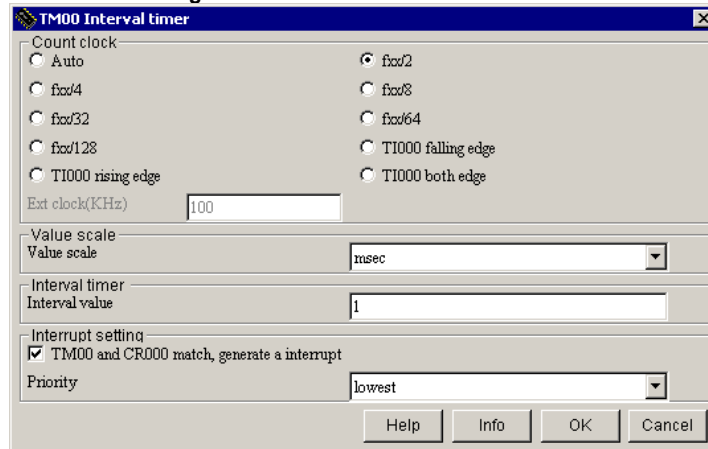 TM00 Interval timer
Count clock
Auto
fxx/2
fxx/4
fxx/8
fxx/32
fxx/64
fxx/128
TI000 falling edge
TI000 rising edge
TI000 both edge
Ext clock(KHz) 100
Value scale
Value scale msec
Interval timer
Interval value 1
Interrupt setting
TM00 and CR000 match, generate a interrupt
Priority lowest
Help Info OK Cancel